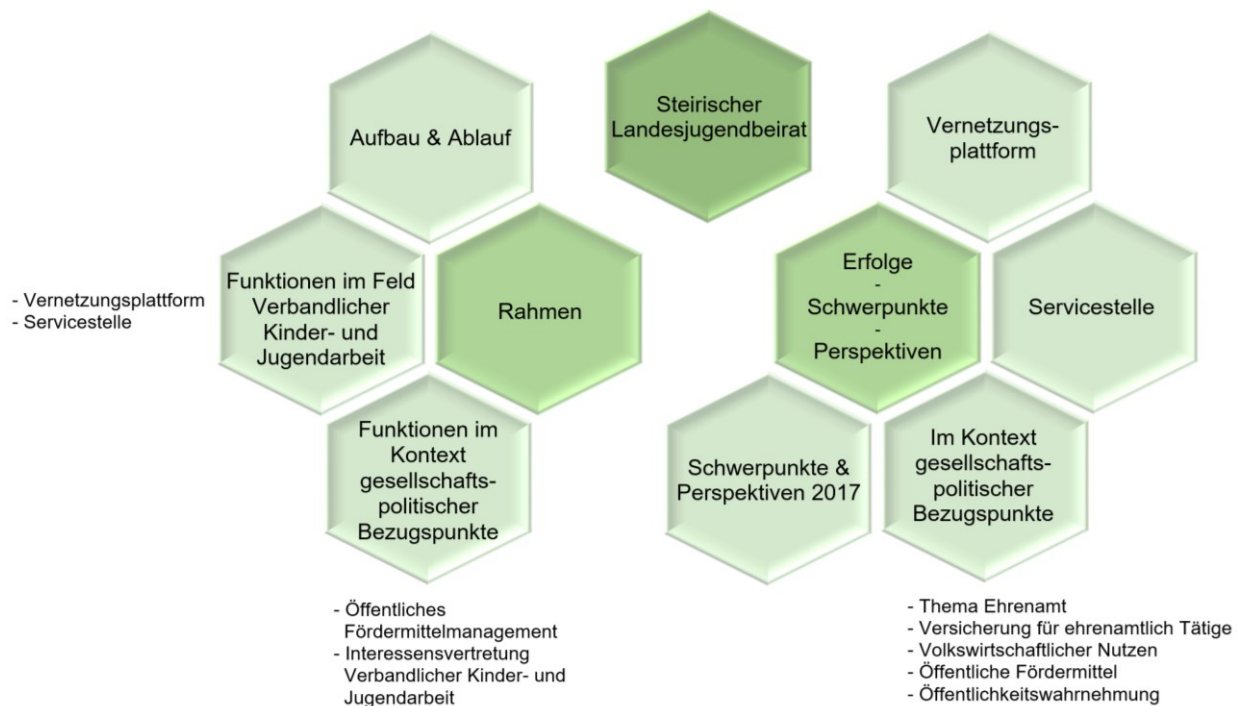 Steirischer
Landesjugendbeirat
Aufbau & Ablauf
Funktionen im Feld
Verbandlicher
Kinder- und
Jugendarbeit
- Vernetzungsplattform
- Servicestelle
Rahmen
Funktionen im
Kontext
gesellschafts-
politischer
Bezugspunkte
- Öffentliches
Fördermittelmanagement
- Interessensvertretung
Verbandlicher Kinder- und
Jugendarbeit
Vernetzungs-
plattform
Erfolge
-
Schwerpunkte
-
Perspektiven
Servicestelle
Schwerpunkte &
Perspektiven 2017
Im Kontext
gesellschafts-
politischer
Bezugspunkte
- Thema Ehrenamt
- Versicherung für ehrenamtlich Tätige
- Volkswirtschaftlicher Nutzen
- Öffentliche Fördermittel
- Öffentlichkeitswahrnehmung